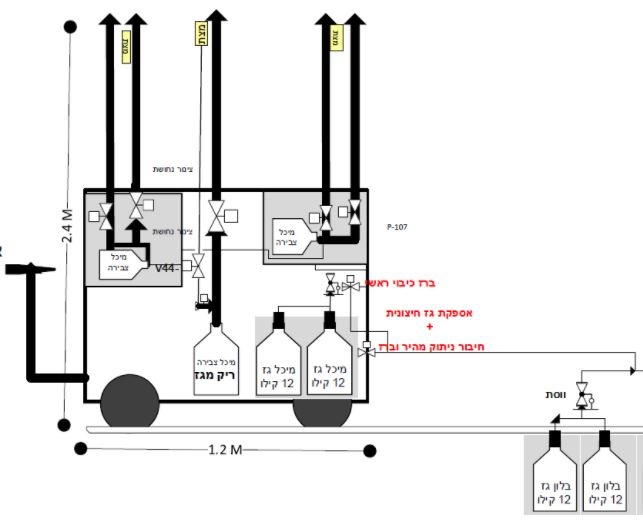 מצת
מצת
מצת
צינור נחושת
2.4 M
צינור נחושת
מיכל
צבירה
P-107
מיכל
צבירה
V44-
ברז כיבוי ראשי
אספקת גז חיצונית
+
חיבור ניתוק מהיר וברז
מיכל צבירה
ריק מגז
מיכל גז
12 קילו
מיכל גז
12 קילו
ווסת
1.2 M
בלון גז
12 קילו
בלון גז
12 קילו